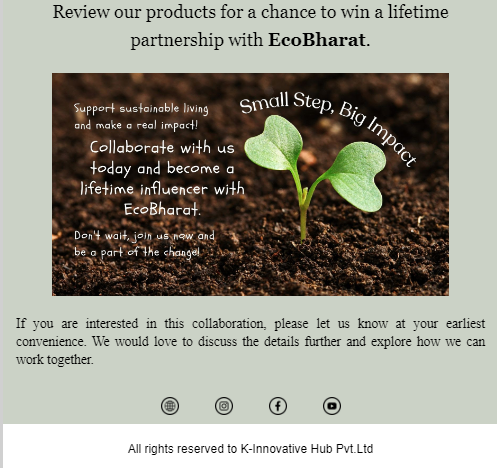 Review our products for a chance to win a lifetime
partnership with EcoBharat.
Support sustainable living
and make a real impact!
Small Step, Big Impact
Collaborate with us
today and become a
lifetime influencer with
EcoBharat.
Don't wait, join us now and
be a part of the change!
If you are interested in this collaboration, please let us know at your earliest
convenience. We would love to discuss the details further and explore how we can
work together.
All rights reserved to K-Innovative Hub Pvt.Ltd